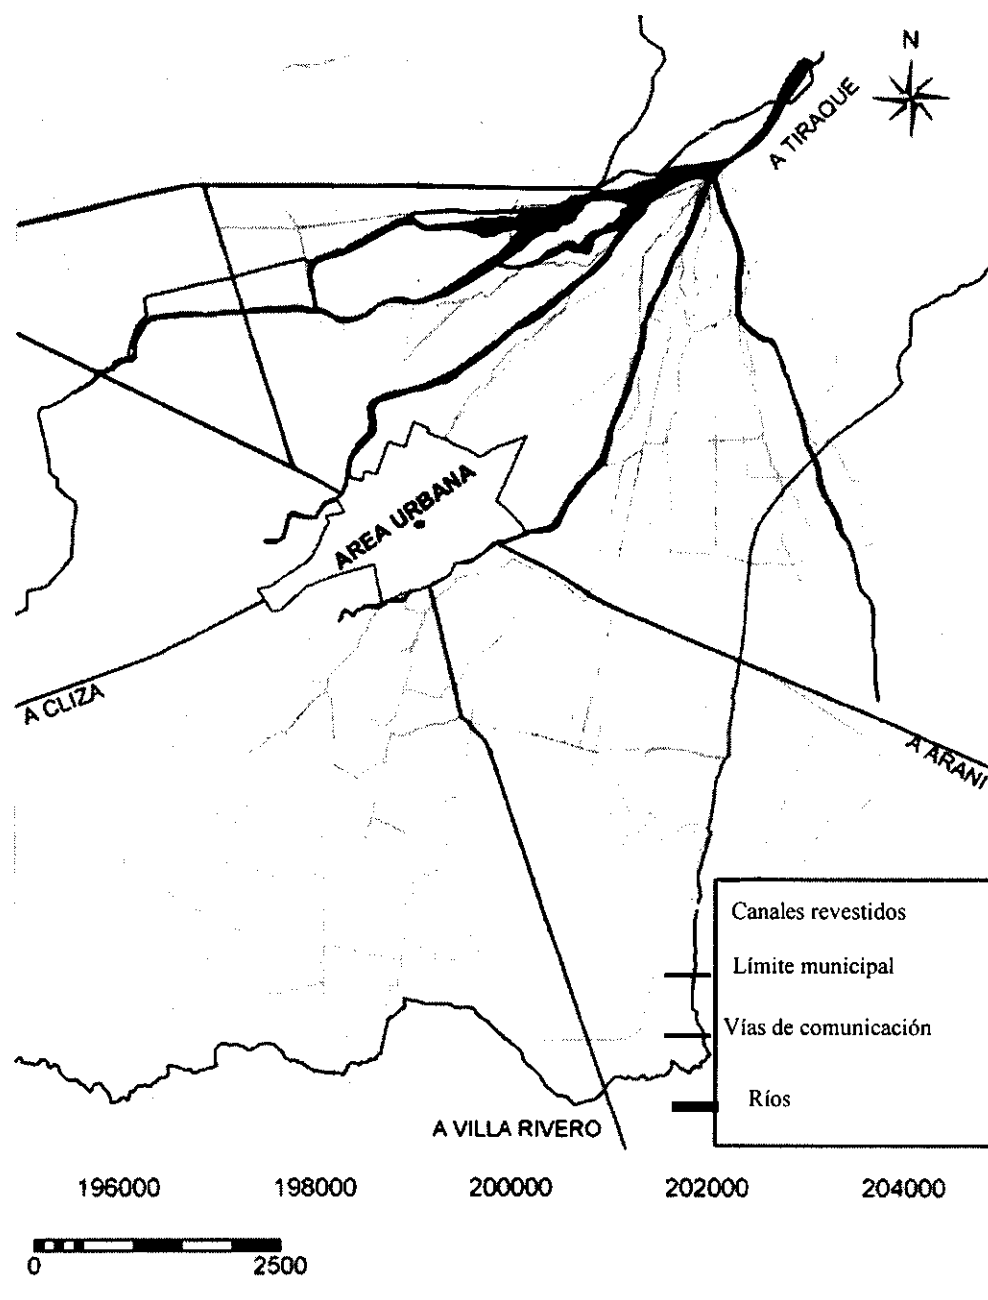 N
A TIRAQUE
AREA URBANA
A CLIZA
A ARANI
Canales revestidos
Límite municipal
Vías de comunicación
Ríos
A VILLA RIVERO
196000 198000 200000 202000 204000
0 2500